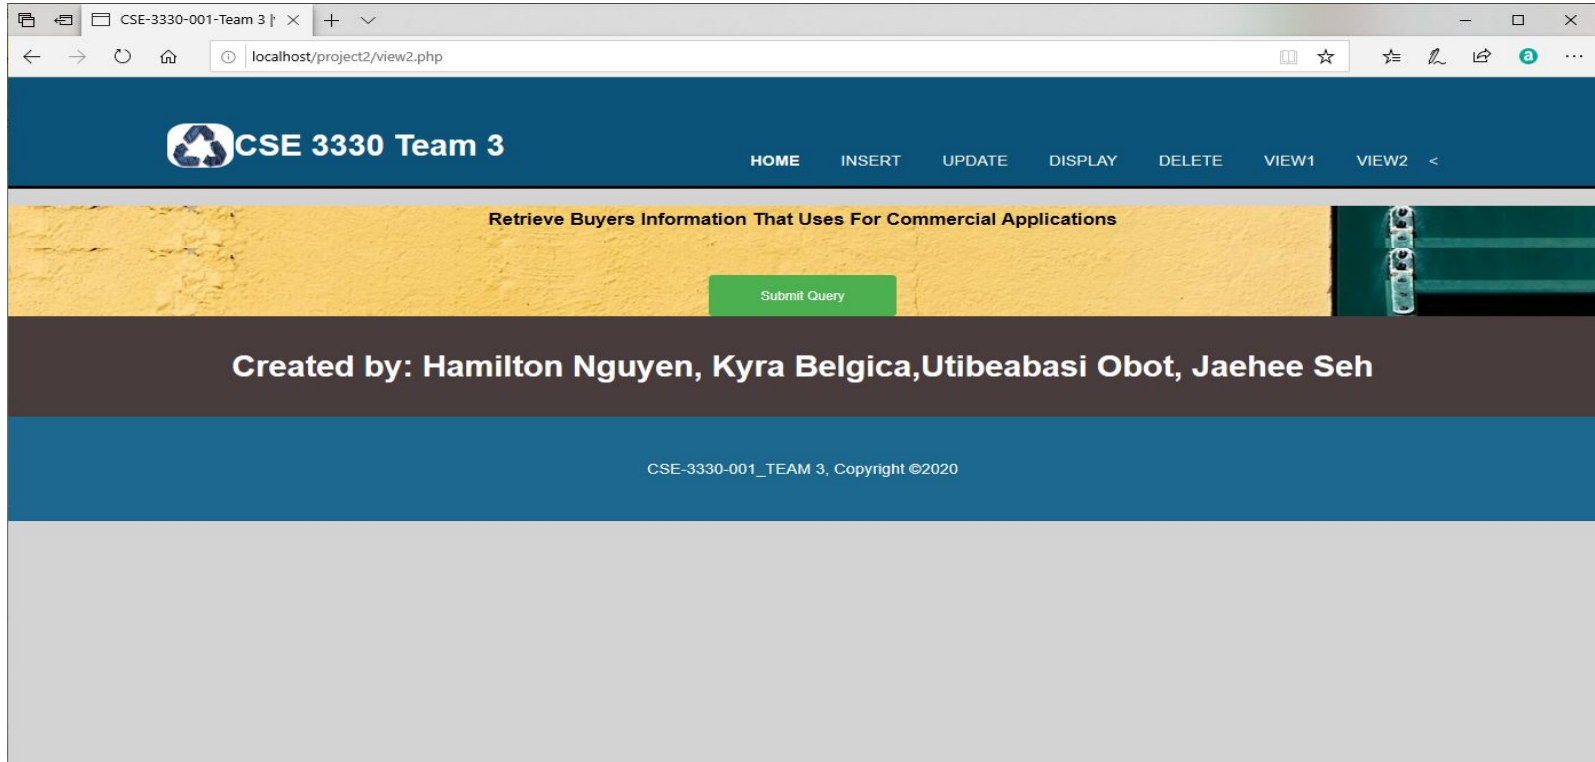 CSE-3330-001-Team 3 |
localhost/project2/view2.php
CSE 3330 Team 3
HOME INSERT UPDATE DISPLAY DELETE VIEW1 VIEW2 <
Retrieve Buyers Information That Uses For Commercial Applications
Submit Query
Created by: Hamilton Nguyen, Kyra Belgica,Utibeabasi Obot, Jaehee Seh
CSE-3330-001_TEAM 3, Copyright ©2020